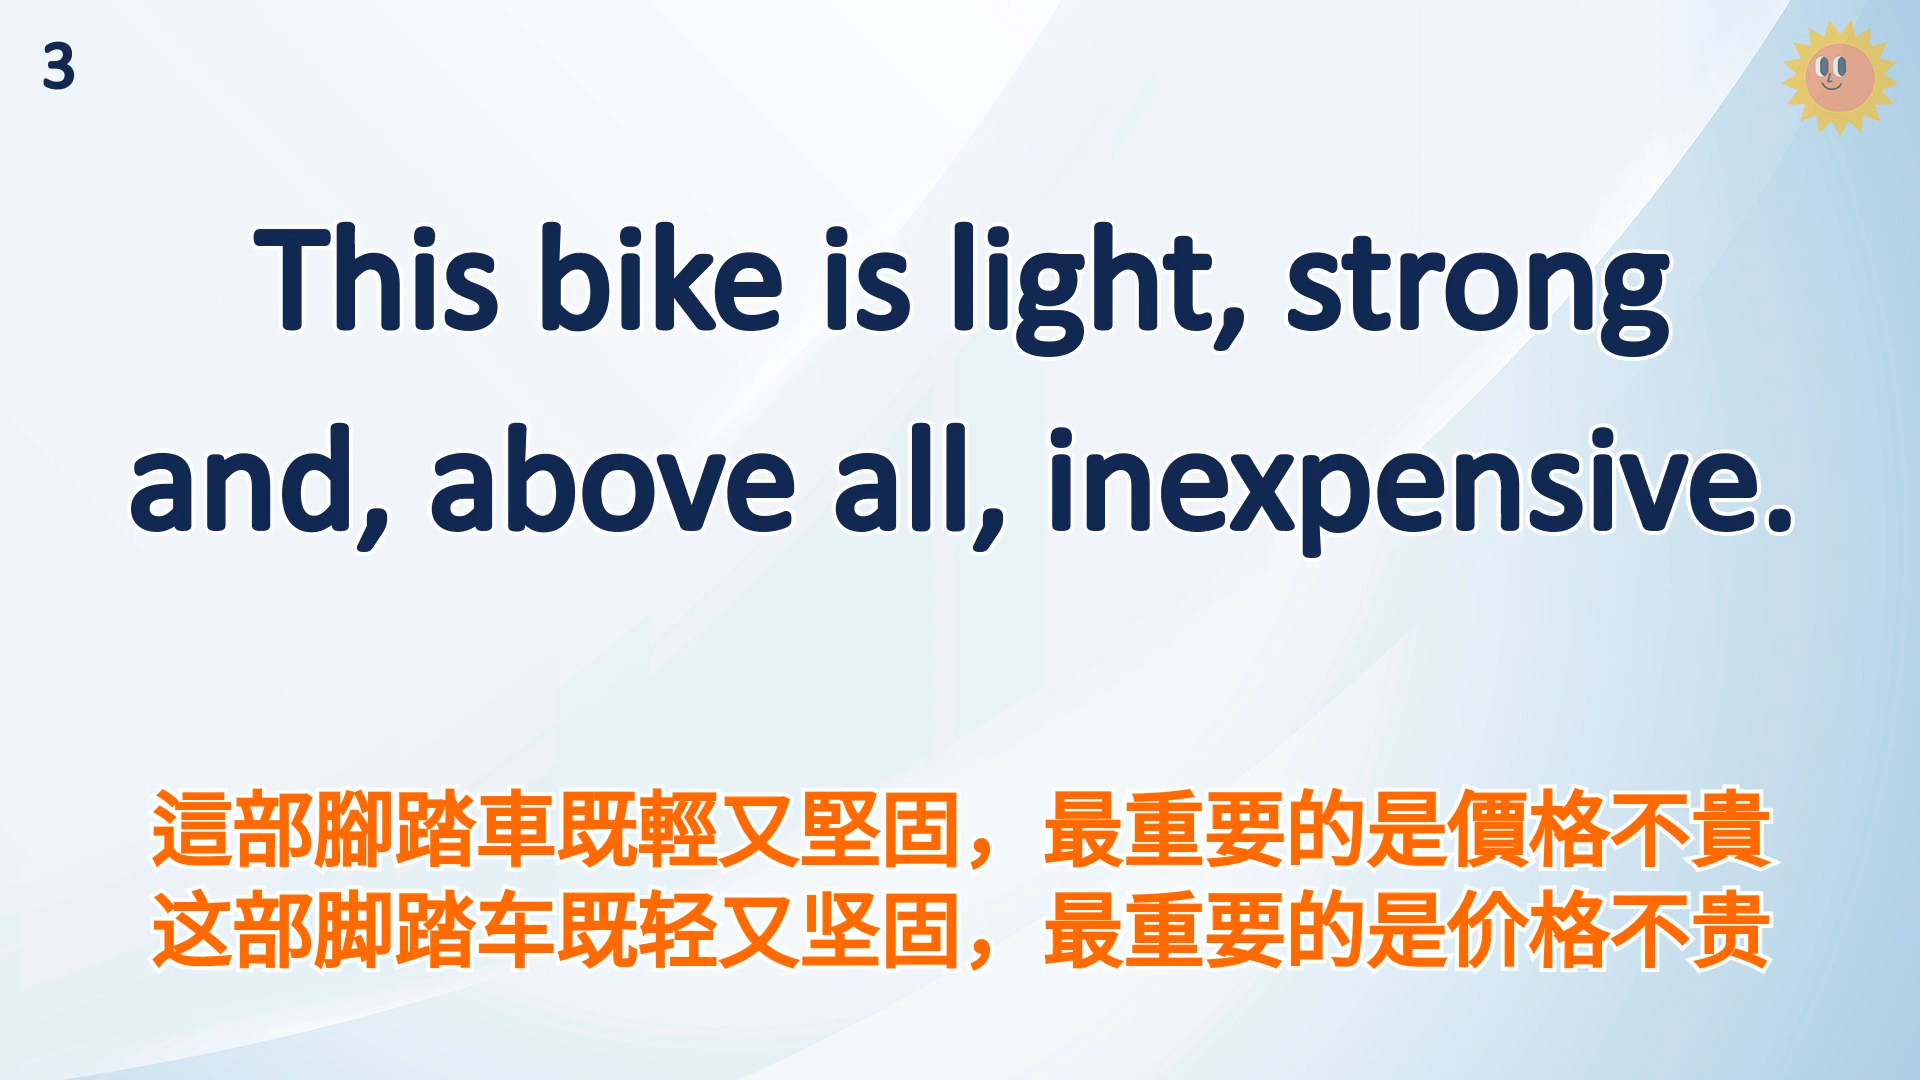 3
This bike is light, strong
and, above all, inexpensive.
這部腳踏車既輕又堅固，最重要的是價格不貴
这部脚踏车既轻又坚固，最重要的是价格不贵